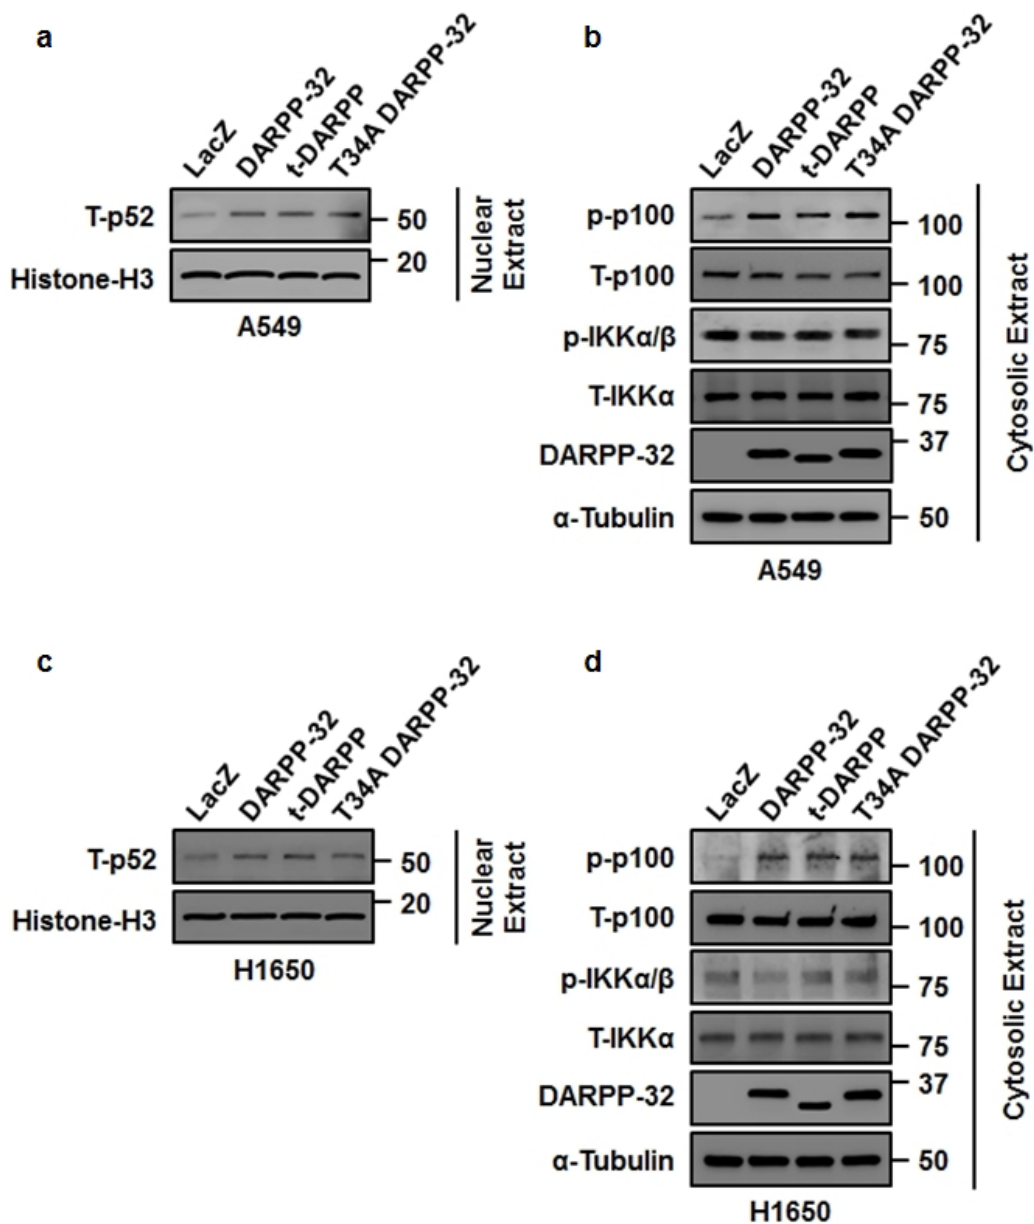 a
LacZ
DARPP-32
t-DARPP
T34A DARPP-32
T-p52
50
Histone-H3
20
Nuclear
Extract
A549
b
LacZ
DARPP-32
t-DARPP
T34A DARPP-32
p-p100
100
T-p100
100
p-IKKα/β
75
T-IKKα
75
DARPP-32
37
α-Tubulin
50
Cytosolic Extract
A549
c
LacZ
DARPP-32
t-DARPP
T34A DARPP-32
T-p52
50
Histone-H3
20
Nuclear
Extract
H1650
d
LacZ
DARPP-32
t-DARPP
T34A DARPP-32
p-p100
100
T-p100
100
p-IKKα/β
75
T-IKKα
75
DARPP-32
37
α-Tubulin
50
Cytosolic Extract
H1650